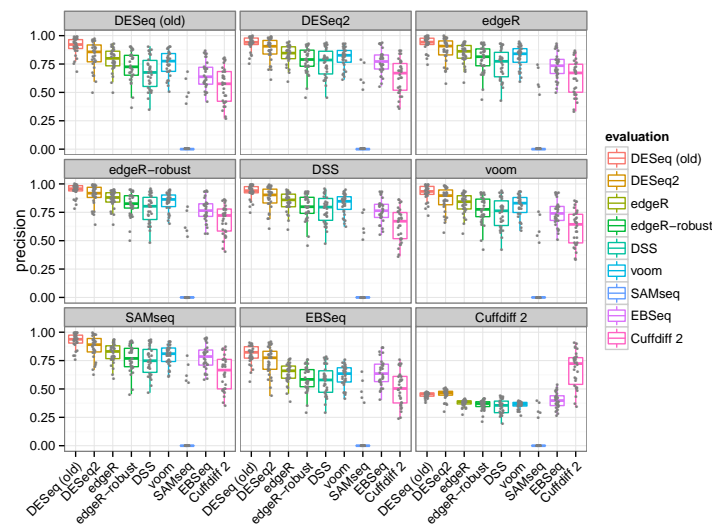 DESeq (old)
DESeq2
edgeR
1.00
0.75
0.50
0.25
0.00
edgeR−robust
DSS
voom
1.00
0.75
0.50
0.25
0.00
SAMseq
EBSeq
Cuffdiff 2
1.00
0.75
0.50
0.25
0.00
precision
DESeq (old)
DESeq2
edgeR
edgeR−robust
DSS
voom
SAMseq
EBSeq
Cuffdiff 2
DESeq (old)
DESeq2
edgeR
edgeR−robust
DSS
voom
SAMseq
EBSeq
Cuffdiff 2
DESeq (old)
DESeq2
edgeR
edgeR−robust
DSS
voom
SAMseq
EBSeq
Cuffdiff 2
evaluation
DESeq (old)
DESeq2
edgeR
edgeR−robust
DSS
voom
SAMseq
EBSeq
Cuffdiff 2